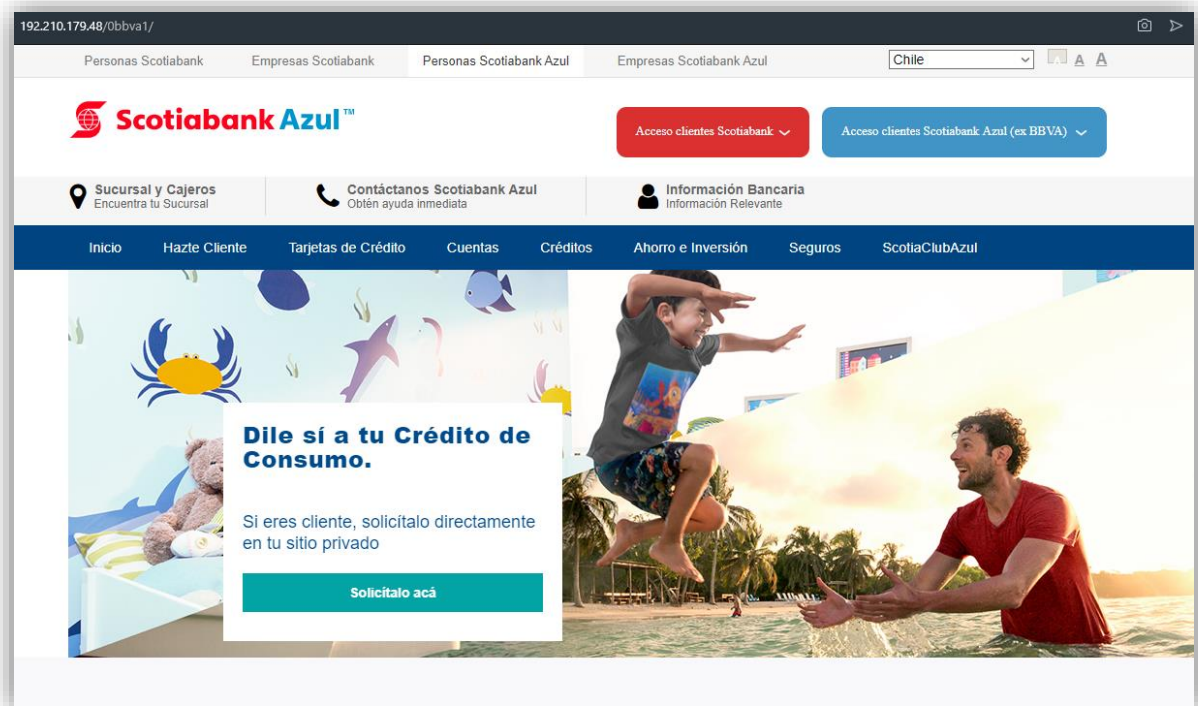 192.210.179.48/0bbva1/
Personas Scotiabank Empresas Scotiabank Personas Scotiabank Azul Empresas Scotiabank Azul Chile A A
Scotiabank Azul™
Acceso clientes Scotiabank
Acceso clientes Scotiabank Azul (ex BBVA)
Sucursal y Cajeros
Encuentra tu Sucursal
Contáctanos Scotiabank Azul
Obtén ayuda inmediata
Información Bancaria
Información Relevante
Inicio Hazte Cliente Tarjetas de Crédito Cuentas Créditos Ahorro e Inversión Seguros ScotiaClubAzul
Dile sí a tu Crédito de
Consumo.
Si eres cliente, solicítalo directamente
en tu sitio privado
Solicítalo acá